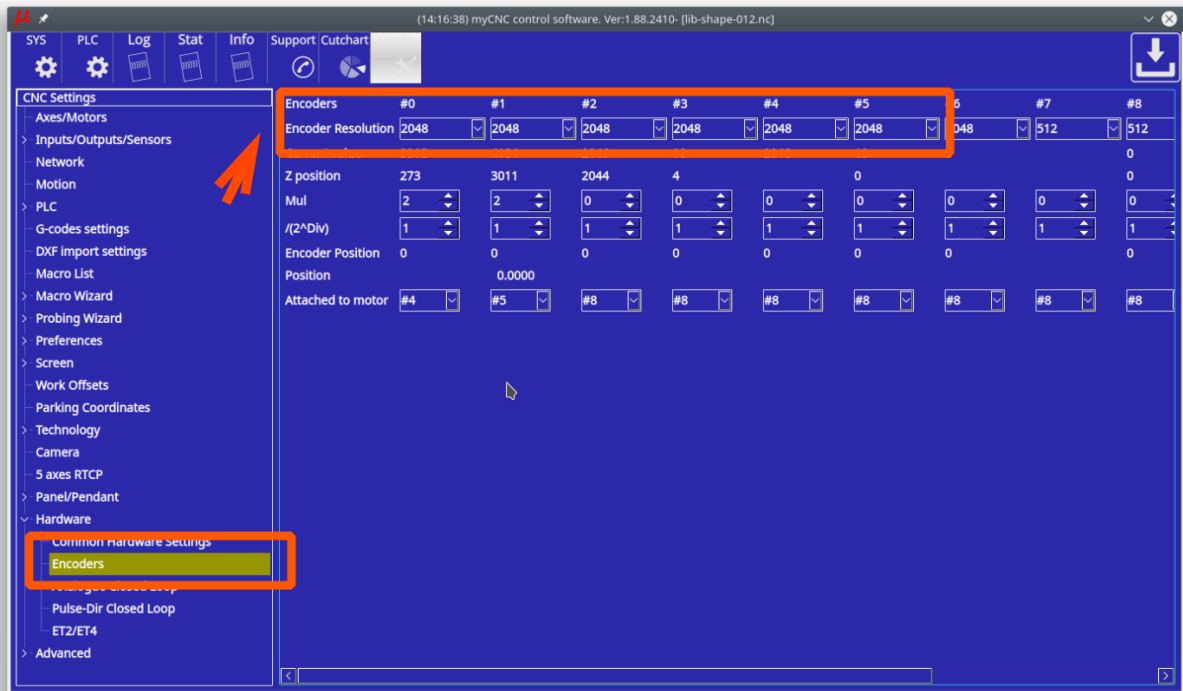 (14:16:38) myCNC control software. Ver:1.88.2410- [lib-shape-012.nc]
SYS PLC Log Stat Info Support Cutchart
CNC Settings
Axes/Motors
Inputs/Outputs/Sensors
Network
Motion
PLC
G-codes settings
DXF import settings
Macro List
Macro Wizard
Probing Wizard
Preferences
Screen
Work Offsets
Parking Coordinates
Technology
Camera
5 axes RTCP
Panel/Pendant
Hardware
Common Hardware Settings
Encoders
Pulse-Dir Closed Loop
ET2/ET4
Advanced
Encoders #0 #1 #2 #3 #4 #5 #7 #8
Encoder Resolution 2048 2048 2048 2048 2048 2048 512 512
0
Z position 273 3011 2044 4 0 0
Mul 2 2 0 0 0 0 0 0 0
/(2^Div) 1 1 1 1 1 1 1 1 1
Encoder Position 0 0 0 0 0 0 0 0
Position 0.0000
Attached to motor #4 #5 #8 #8 #8 #8 #8 #8 #8